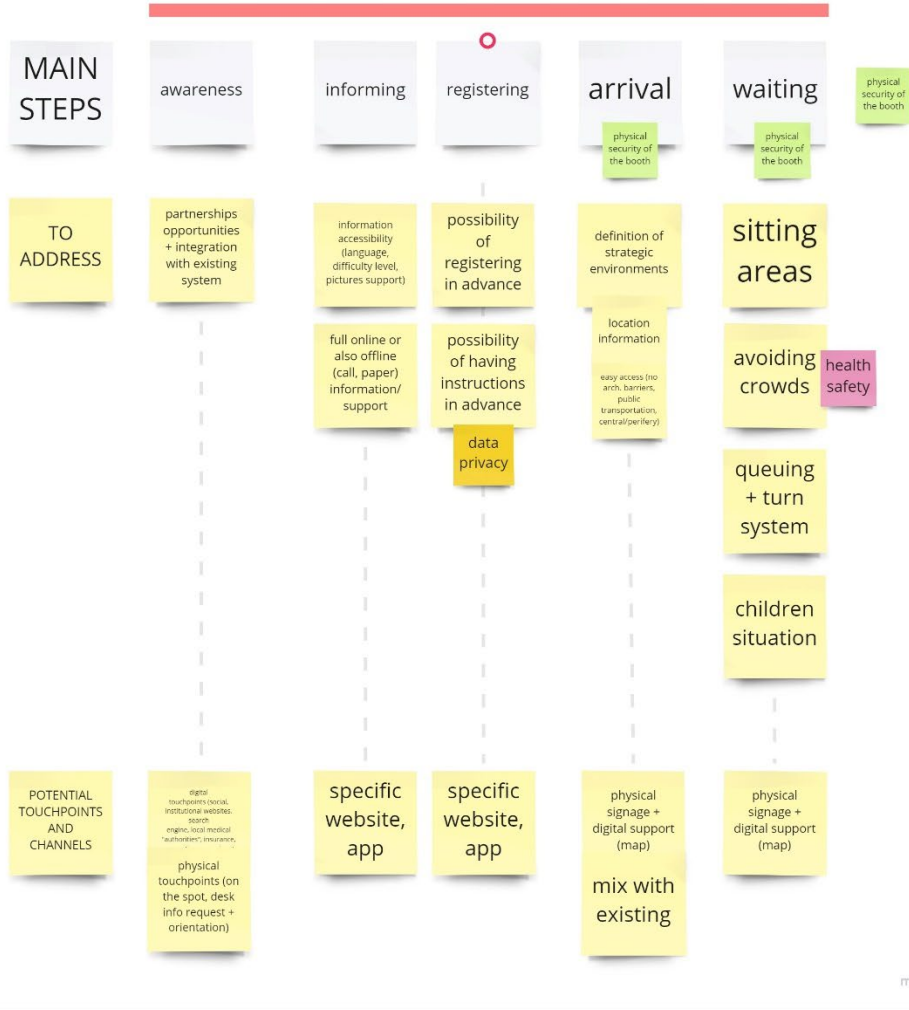 MAIN
STEPS
awareness
informing
registering
arrival
waiting
physical
security of
the booth
physical
security of
the booth
physical
security of
the booth
TO
ADDRESS
partnerships
opportunities
+ integration
with existing
system
information
accessibility
(language,
difficulty level,
pictures support)
possibility
of
registering
in advance
definition of
strategic
environments
sitting
areas
full online or
also offline
(call, paper)
information/
support
possibility
of having
instructions
in advance
data
privacy
location
information
easy access (no
arch. barriers,
public
transportation,
central/perifery)
avoiding
crowds
health
safety
queuing
+ turn
system
children
situation
POTENTIAL
TOUCHPOINTS
AND
CHANNELS
digital
touchpoints (social,
institutional websites,
search
engine, local medical
"authorities", insurance,
physical
touchpoints (on
the spot, desk
info request +
orientation)
specific
website,
app
specific
website,
app
physical
signage +
digital support
(map)
mix with
existing
physical
signage +
digital support
(map)